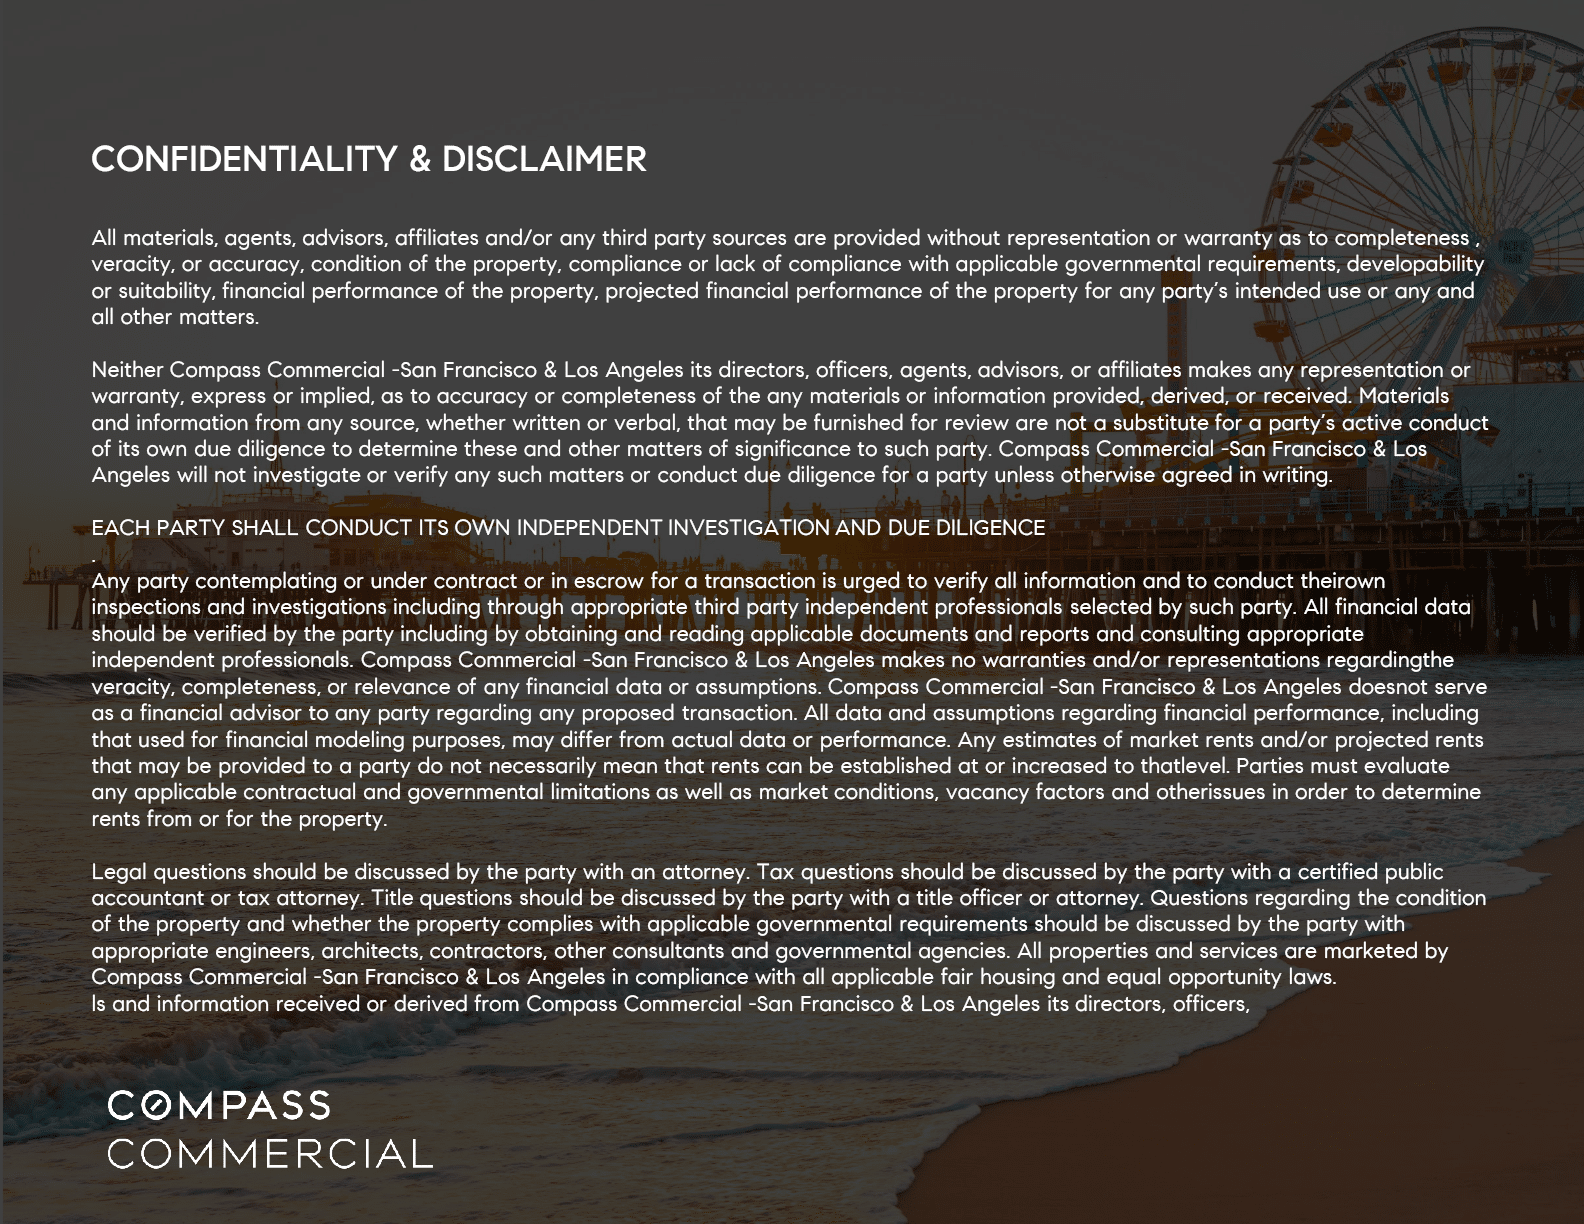 CONFIDENTIALITY & DISCLAIMER
All materials, agents, advisors, affiliates and/or any third party sources are provided without representation or warranty as to completeness ,
veracity, or accuracy, condition of the property, compliance or lack of compliance with applicable governmental requirements, developability
or suitability, financial performance of the property, projected financial performance of the property for any party’s intended use or any and
all other matters.
Neither Compass Commercial -San Francisco & Los Angeles its directors, officers, agents, advisors, or affiliates makes any representation or
warranty, express or implied, as to accuracy or completeness of the any materials or information provided, derived, or received. Materials
and information from any source, whether written or verbal, that may be furnished for review are not a substitute for a party’s active conduct
of its own due diligence to determine these and other matters of significance to such party. Compass Commercial -San Francisco & Los
Angeles will not investigate or verify any such matters or conduct due diligence for a party unless otherwise agreed in writing.
EACH PARTY SHALL CONDUCT ITS OWN INDEPENDENT INVESTIGATION AND DUE DILIGENCE
.
Any party contemplating or under contract or in escrow for a transaction is urged to verify all information and to conduct theirown
inspections and investigations including through appropriate third party independent professionals selected by such party. All financial data
should be verified by the party including by obtaining and reading applicable documents and reports and consulting appropriate
independent professionals. Compass Commercial -San Francisco & Los Angeles makes no warranties and/or representations regardingthe
veracity, completeness, or relevance of any financial data or assumptions. Compass Commercial -San Francisco & Los Angeles doesnot serve
as a financial advisor to any party regarding any proposed transaction. All data and assumptions regarding financial performance, including
that used for financial modeling purposes, may differ from actual data or performance. Any estimates of market rents and/or projected rents
that may be provided to a party do not necessarily mean that rents can be established at or increased to thatlevel. Parties must evaluate
any applicable contractual and governmental limitations as well as market conditions, vacancy factors and otherissues in order to determine
rents from or for the property.
Legal questions should be discussed by the party with an attorney. Tax questions should be discussed by the party with a certified public
accountant or tax attorney. Title questions should be discussed by the party with a title officer or attorney. Questions regarding the condition
of the property and whether the property complies with applicable governmental requirements should be discussed by the party with
appropriate engineers, architects, contractors, other consultants and governmental agencies. All properties and services are marketed by
Compass Commercial -San Francisco & Los Angeles in compliance with all applicable fair housing and equal opportunity laws.
ls and information received or derived from Compass Commercial -San Francisco & Los Angeles its directors, officers,
COMPASS
COMMERCIAL